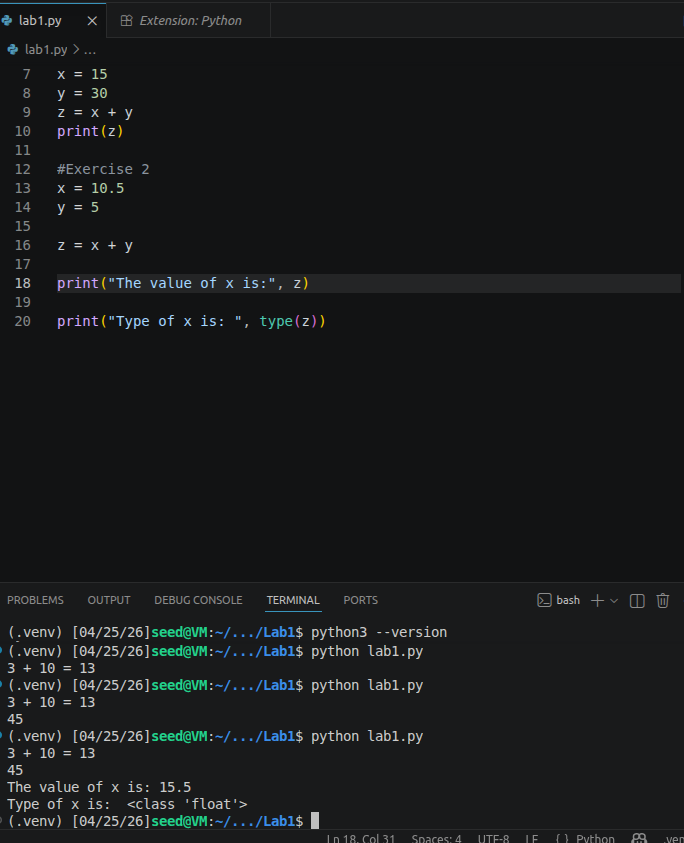 lab1.py
Extension: Python
lab1.py > ...
7 x = 15
8 y = 30
9 z = x + y
10 print(z)
11
12 #Exercise 2
13 x = 10.5
14 y = 5
15
16 z = x + y
17
18 print("The value of x is:", z)
19
20 print("Type of x is: ", type(z))
PROBLEMS OUTPUT DEBUG CONSOLE TERMINAL PORTS bash
(.venv) [04/25/26]seed@VM:~/.../Lab1$ python3 --version
(.venv) [04/25/26]seed@VM:~/.../Lab1$ python lab1.py
3 + 10 = 13
(.venv) [04/25/26]seed@VM:~/.../Lab1$ python lab1.py
3 + 10 = 13
45
(.venv) [04/25/26]seed@VM:~/.../Lab1$ python lab1.py
3 + 10 = 13
45
The value of x is: 15.5
Type of x is:  <class 'float'>
(.venv) [04/25/26]seed@VM:~/.../Lab1$
Ln 18, Col 31 Spaces: 4 UTF-8 LF { } Python .ven